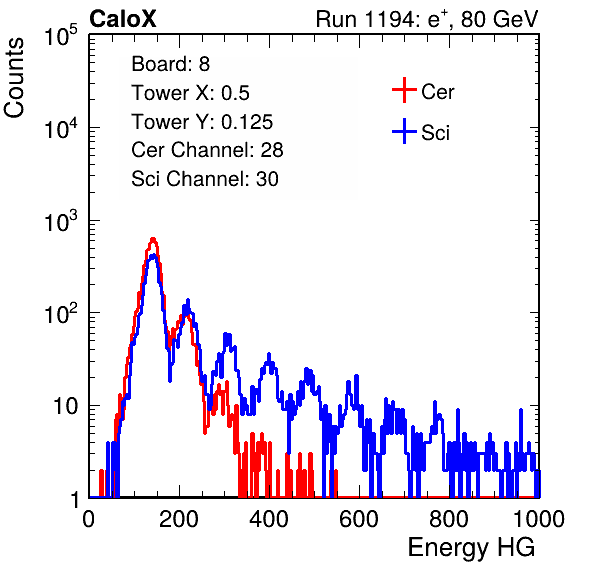 CaloX Run 1194: e⁺, 80 GeV
Counts
10⁵
10⁴
10³
10²
10
1
Board: 8
Tower X: 0.5
Tower Y: 0.125
Cer Channel: 28
Sci Channel: 30
Cer
Sci
0 200 400 600 800 1000
Energy HG